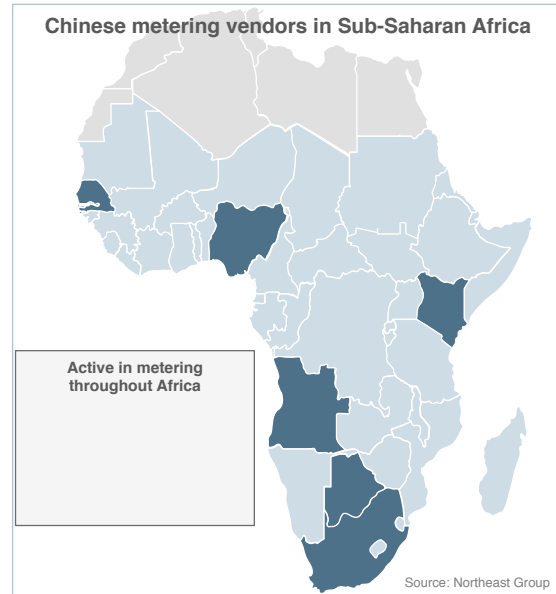 Chinese metering vendors in Sub-Saharan Africa
Active in metering
throughout Africa
Source: Northeast Group